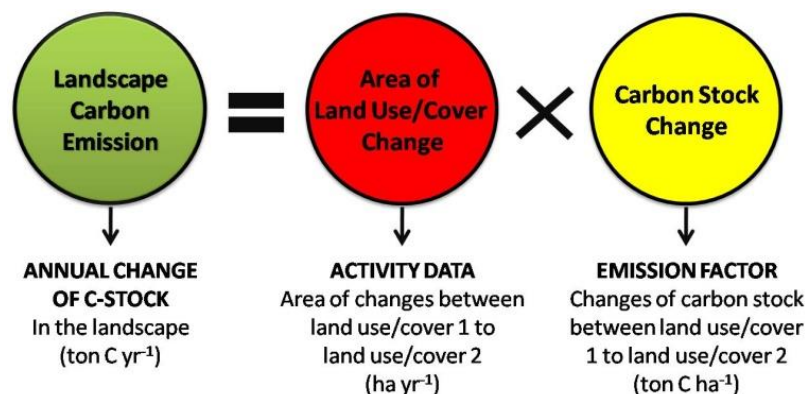 Landscape
Carbon
Emission
=
Area of
Land Use/Cover
Change
×
Carbon Stock
Change
ANNUAL CHANGE
OF C-STOCK
In the landscape
(ton C yr⁻¹)
ACTIVITY DATA
Area of changes between
land use/cover 1 to
land use/cover 2
(ha yr⁻¹)
EMISSION FACTOR
Changes of carbon stock
between land use/cover
1 to land use/cover 2
(ton C ha⁻¹)